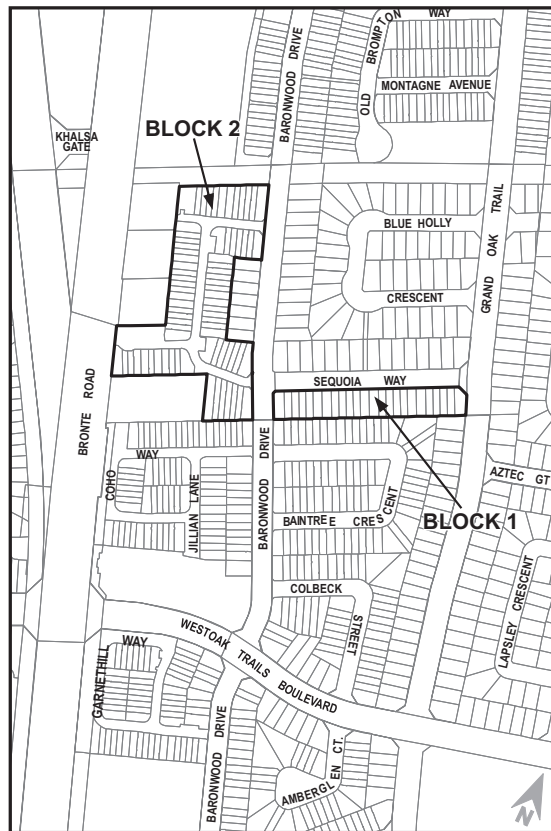 WAY
OLD BROMPTON
MONTAGNE AVENUE
BARONWOOD DRIVE
BLOCK 2
KHALSA
GATE
BLUE HOLLY
GRAND OAK TRAIL
CRESCENT
SEQUOIA WAY
BRONTE ROAD
WAY
COHO
JILLIAN LANE
BARONWOOD DRIVE
BAINTREE CRESCENT
BLOCK 1
AZTEC GT
COLBECK
STREET
LAPSLEY CRESCENT
WESTOAK TRAILS BOULEVARD
WAY
GARNETHILL
BARONWOOD DRIVE
AMBERGLEN CT.
N